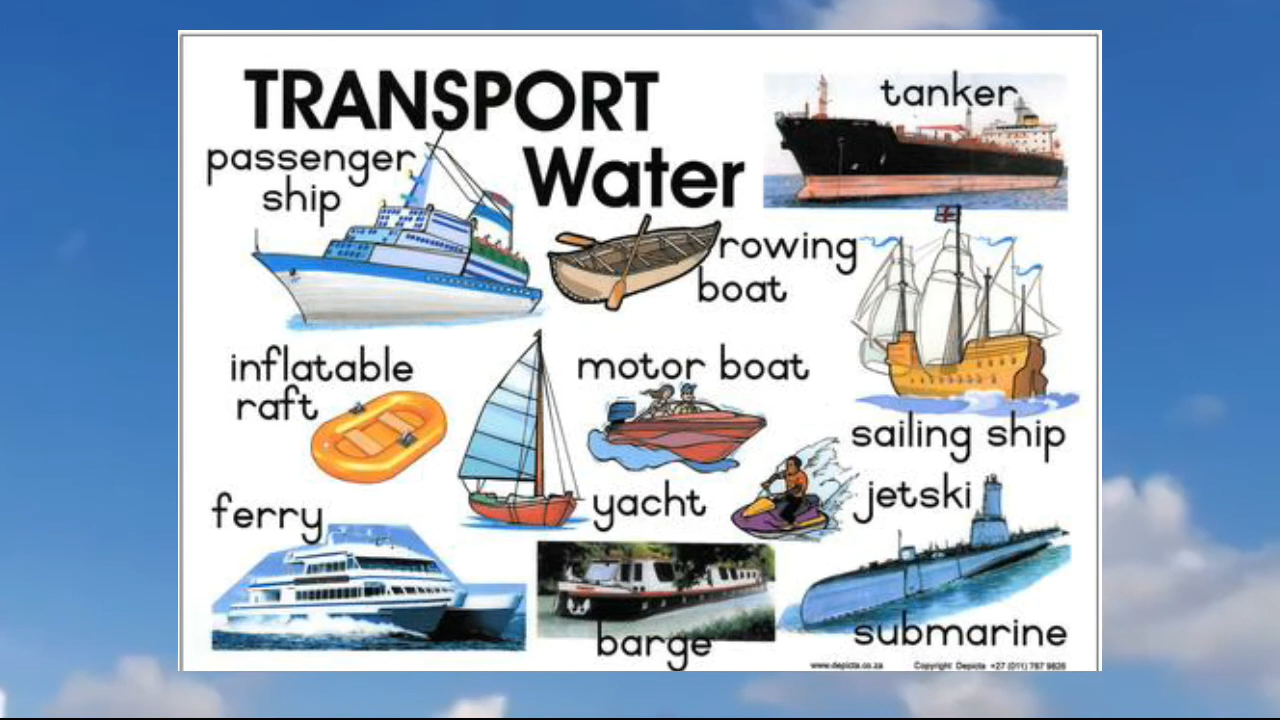 TRANSPORT
Water
tanker
passenger
ship
rowing
boat
inflatable
raft
motor boat
sailing ship
yacht
jetski
ferry
barge
submarine
www.depicta.co.za
Copyright: Depicta +27 (011) 787 9826